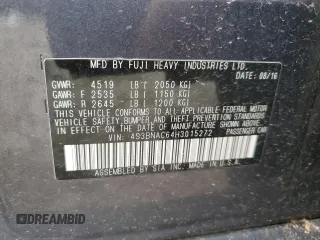 MFD BY FUJI HEAVY INDUSTRIES LTD.
DATE: 08/16
GVWR: 4519 LB ( 2050 KG)
GAWR: F 2535 LB ( 1150 KG)
GAWR: R 2645 LB ( 1200 KG)
THIS VEHICLE CONFORMS TO ALL APPLICABLE FEDERAL MOTOR
VEHICLE SAFETY BUMPER, AND THEFT PREVENTION STANDARDS
IN EFFECT ON THE DATE OF MANUFACTURE SHOWN ABOVE.
VIN: 4S3BNAC64H3015272 PASSENGER CAR
ASSEMBLED BY SIA, INC. IN U.S.A.
DREAMBID
DREAMBID.COM